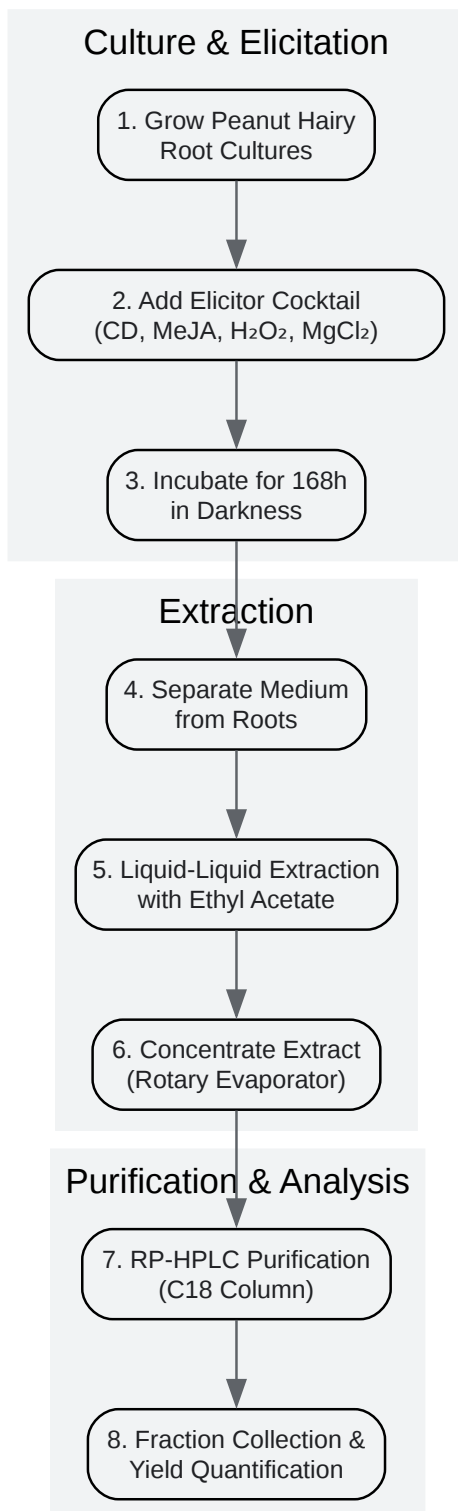 Culture & Elicitation
1. Grow Peanut Hairy
Root Cultures
2. Add Elicitor Cocktail
(CD, MeJA, H₂O₂, MgCl₂)
3. Incubate for 168h
in Darkness
Extraction
4. Separate Medium
from Roots
5. Liquid-Liquid Extraction
with Ethyl Acetate
6. Concentrate Extract
(Rotary Evaporator)
Purification & Analysis
7. RP-HPLC Purification
(C18 Column)
8. Fraction Collection &
Yield Quantification